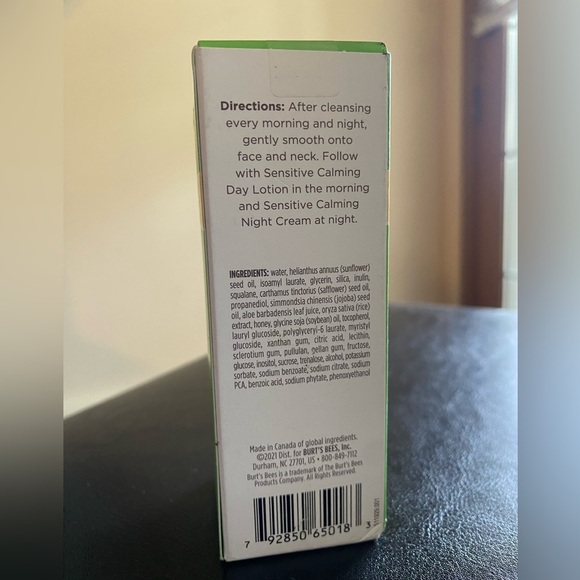 Directions: After cleansing
every morning and night,
gently smooth onto
face and neck. Follow
with Sensitive Calming
Day Lotion in the morning
and Sensitive Calming
Night Cream at night.
INGREDIENTS: water, helianthus annuus (sunflower)
seed oil, isoamyl laurate, glycerin, silica, inulin,
squalane, carthamus tinctorius (safflower) seed oil,
propanediol, simmondsia chinensis (jojoba) seed
oil, aloe barbadensis leaf juice, oryza sativa (rice)
extract, honey, glycine soja (soybean) oil, tocopherol,
lauryl glucoside, polyglyceryl-6 laurate, myristyl
glucoside, xanthan gum, citric acid, lecithin,
sclerotium gum, pullulan, gellan gum, fructose,
glucose, inositol, sucrose, trehalose, alcohol, potassium
sorbate, sodium benzoate, sodium citrate, sodium
PCA, benzoic acid, sodium phytate, phenoxyethanol
Made in Canada of global ingredients.
©2021 Dist. for BURT'S BEES, Inc.
Durham, NC 27701, US • 800-849-7112
Burt's Bees is a trademark of The Burt's Bees
Products Company. All Rights Reserved.
7 92850 65018 3